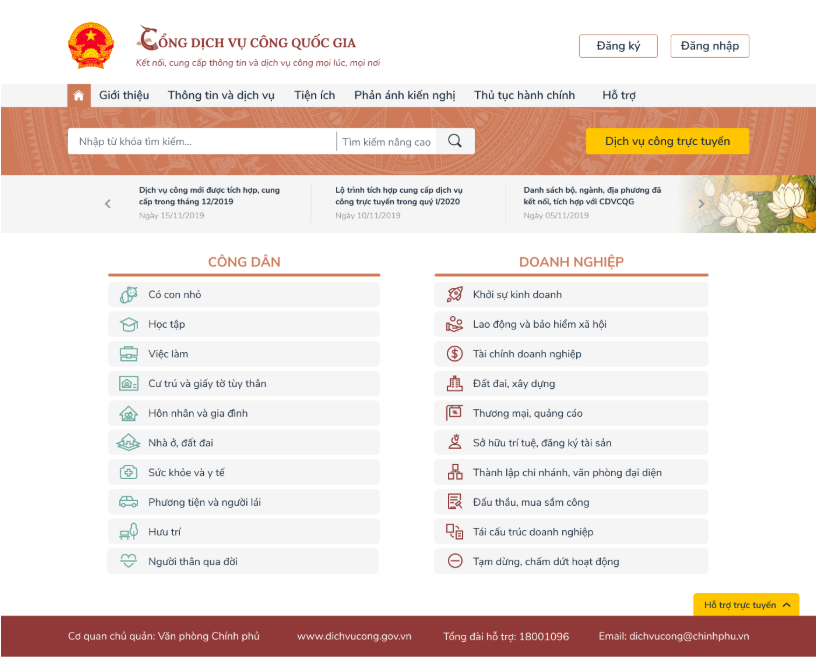 CỔNG DỊCH VỤ CÔNG QUỐC GIA
Kết nối, cung cấp thông tin và dịch vụ công mọi lúc, mọi nơi
Đăng ký
Đăng nhập
Giới thiệu
Thông tin và dịch vụ
Tiện ích
Phản ánh kiến nghị
Thủ tục hành chính
Hỗ trợ
Nhập từ khóa tìm kiếm...
Tìm kiếm nâng cao
Dịch vụ công trực tuyến
Dịch vụ công mới được tích hợp, cung
cấp trong tháng 12/2019
Ngày 15/11/2019
Lộ trình tích hợp cung cấp dịch vụ
công trực tuyến trong quý I/2020
Ngày 10/11/2019
Danh sách bộ, ngành, địa phương đã
kết nối, tích hợp với CDVCQG
Ngày 05/11/2019
CÔNG DÂN
Có con nhỏ
Học tập
Việc làm
Cư trú và giấy tờ tùy thân
Hôn nhân và gia đình
Nhà ở, đất đai
Sức khỏe và y tế
Phương tiện và người lái
Hưu trí
Người thân qua đời
DOANH NGHIỆP
Khởi sự kinh doanh
Lao động và bảo hiểm xã hội
Tài chính doanh nghiệp
Đất đai, xây dựng
Thương mại, quảng cáo
Sở hữu trí tuệ, đăng ký tài sản
Thành lập chi nhánh, văn phòng đại diện
Đấu thầu, mua sắm công
Tái cấu trúc doanh nghiệp
Tạm dừng, chấm dứt hoạt động
Hỗ trợ trực tuyến
Cơ quan chủ quản: Văn phòng Chính phủ
www.dichvucong.gov.vn
Tổng đài hỗ trợ: 18001096
Email: dichvucong@chinhphu.vn